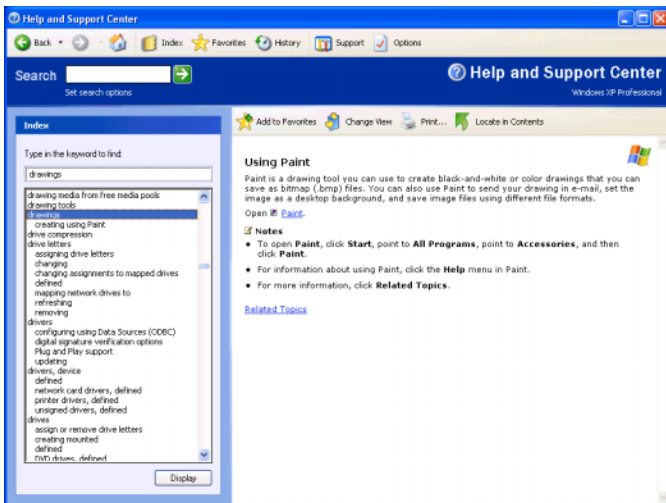 Help and Support Center
Back Index Favorites History Support Options
Search
Set search options
Help and Support Center
Windows XP Professional
Index
Type in the keyword to find:
drawings
drawing media from free media pools
drawing tools
drawings
creating using Paint
drive compression
drive letters
assigning drive letters
changing
changing assignments to mapped drives
defined
mapping network drives to
refreshing
removing
drivers
configuring using Data Sources (ODBC)
digital signature verification options
Plug and Play support
updating
drivers, device
defined
network card drivers, defined
printer drivers, defined
unsigned drivers, defined
drives
assign or remove drive letters
creating mounted
defined
DVD drives, defined
Display
Add to Favorites Change View Print... Locate in Contents
Using Paint
Paint is a drawing tool you can use to create black-and-white or color drawings that you can
save as bitmap (.bmp) files. You can also use Paint to send your drawing in e-mail, set the
image as a desktop background, and save image files using different file formats.
Open Paint.
Notes
• To open Paint, click Start, point to All Programs, point to Accessories, and then
click Paint.
• For information about using Paint, click the Help menu in Paint.
• For more information, click Related Topics.
Related Topics